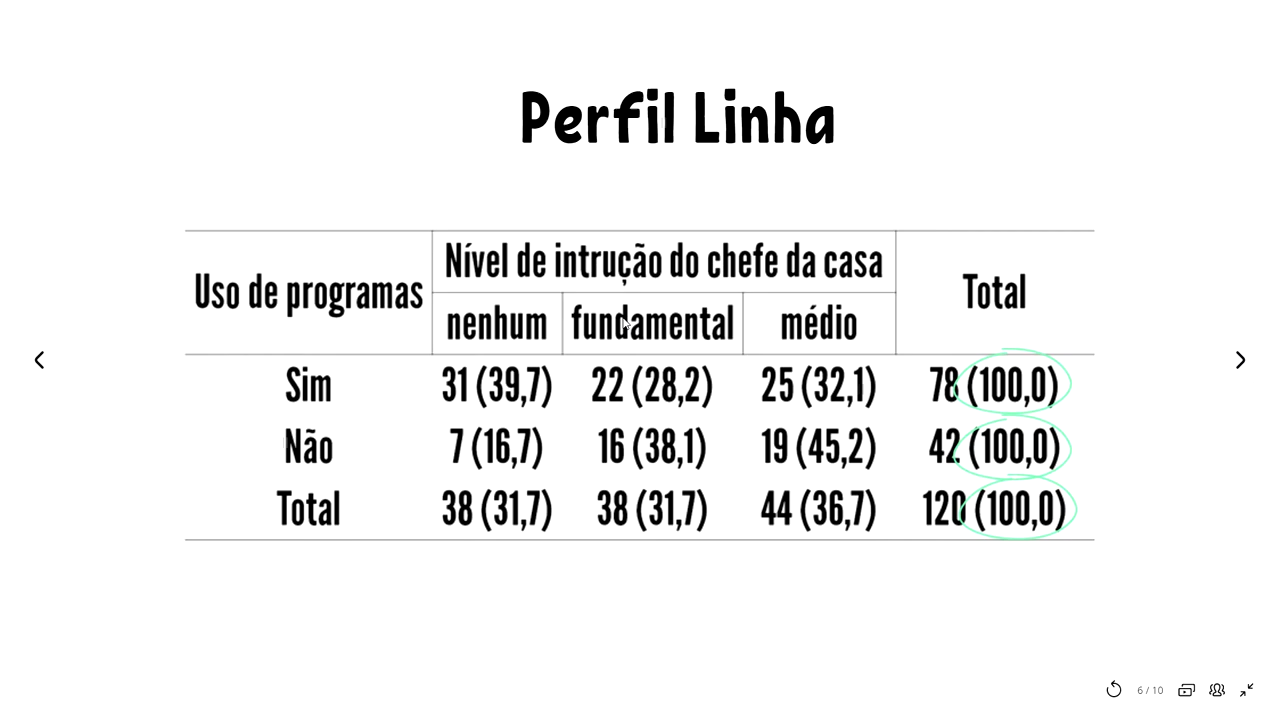 Perfil Linha
Uso de programas
Nível de intrução do chefe da casa
Total
nenhum fundamental médio
Sim 31 (39,7) 22 (28,2) 25 (32,1) 78 (100,0)
Não 7 (16,7) 16 (38,1) 19 (45,2) 42 (100,0)
Total 38 (31,7) 38 (31,7) 44 (36,7) 120 (100,0)
6 / 10